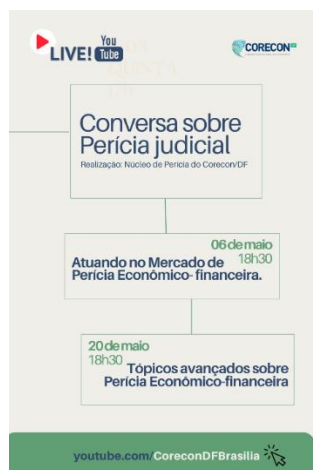 LIVE! You Tube
CORECON DF
Conversa sobre
Perícia judicial
Realização: Núcleo de Perícia do Corecon/DF
06 de maio
18h30
Atuando no Mercado de
Perícia Econômico- financeira.
20 de maio
18h30
Tópicos avançados sobre
Perícia Econômico-financeira
youtube.com/CoreconDFBrasilia